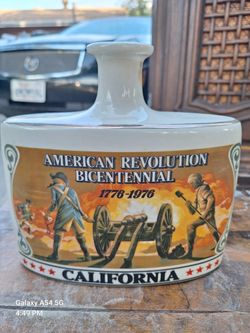 AMERICAN REVOLUTION
BICENTENNIAL
1776-1976
CALIFORNIA
Galaxy A54 5G
4:49 PM